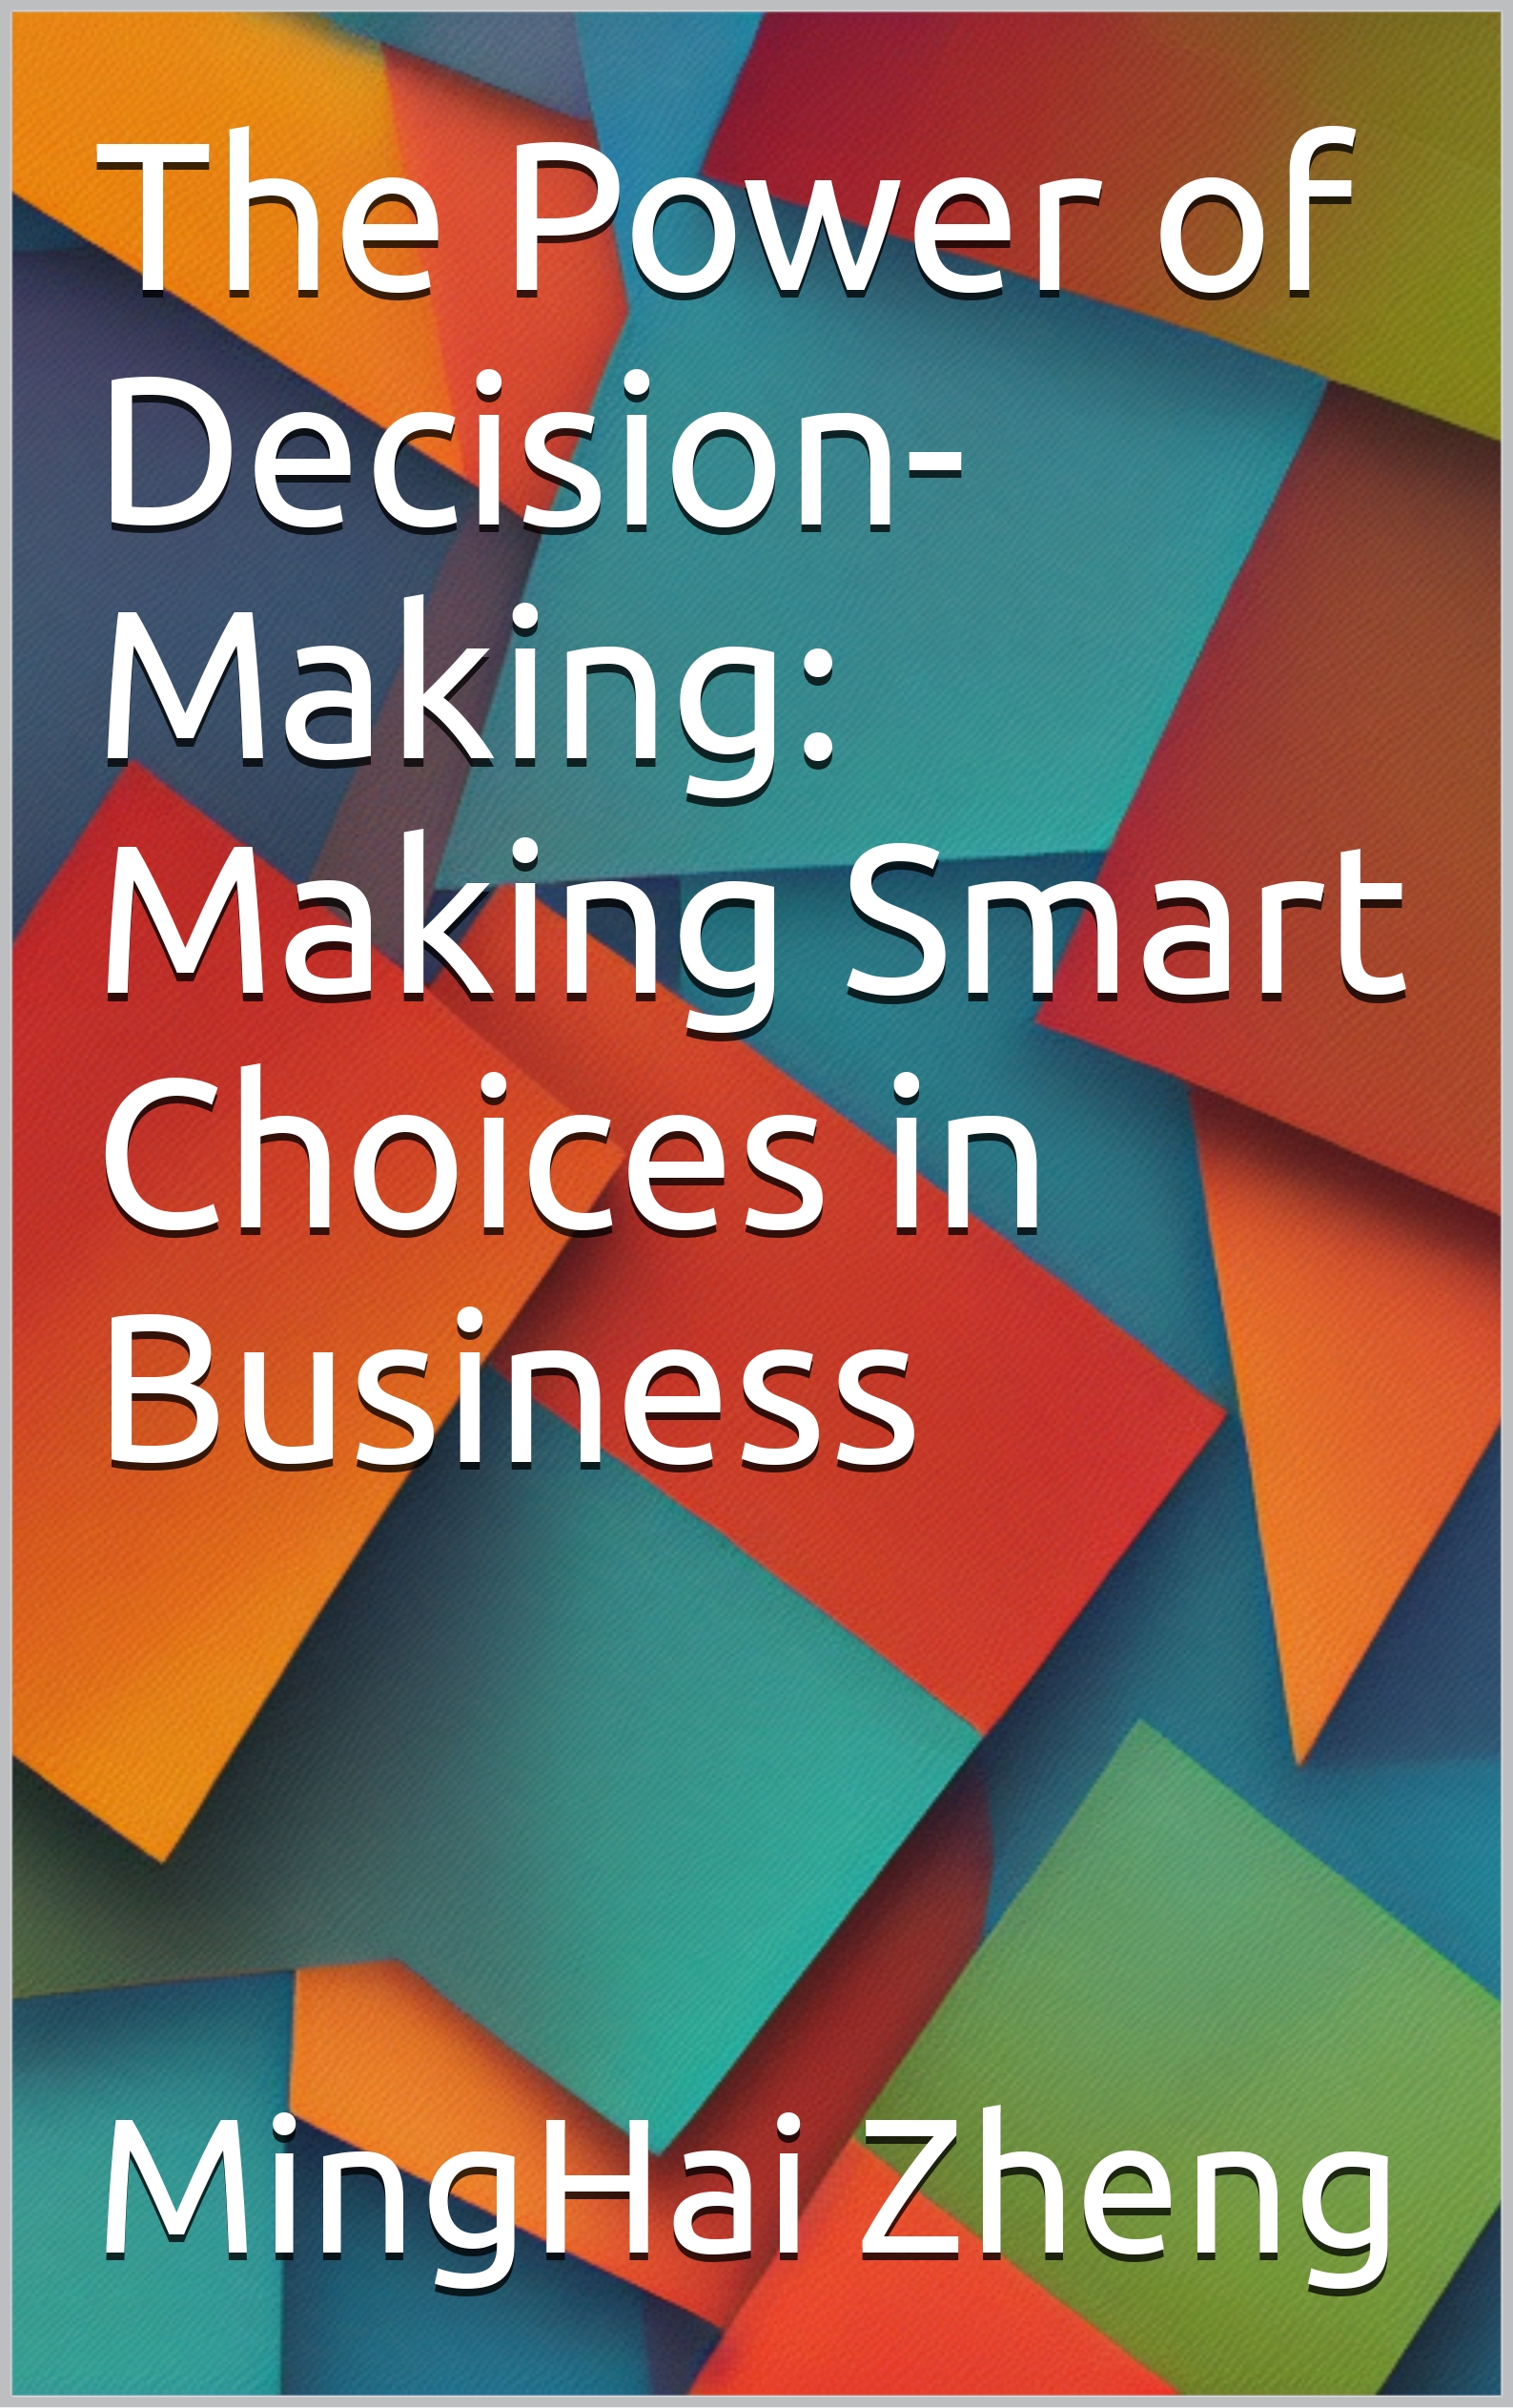 The Power of
Decision-
Making:
Making Smart
Choices in
Business
MingHai Zheng